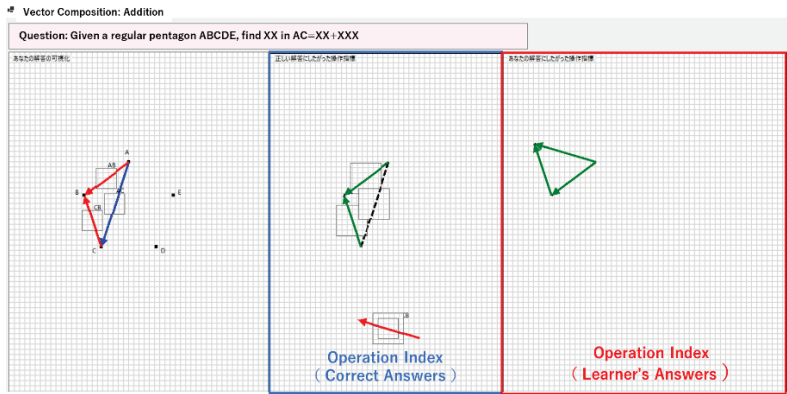 Vector Composition: Addition
Question: Given a regular pentagon ABCDE, find XX in AC=XX+XXX
あなたの解答の可視化
正しい解答にしたがった操作指標
あなたの解答にしたがった操作指標
A
AB
B
E
CB
C
D
Operation Index
( Correct Answers )
Operation Index
( Learner's Answers )